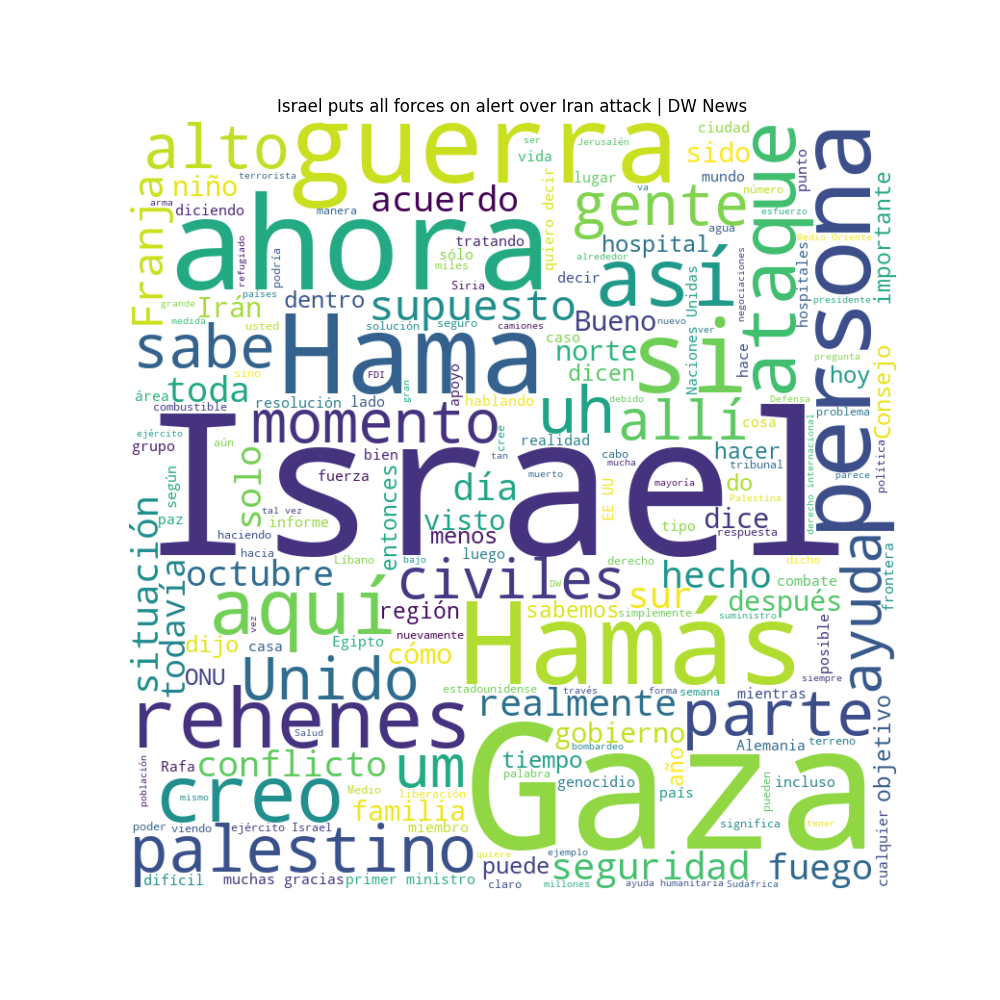 Israel puts all forces on alert over Iran attack | DW News
alto
guerra
ser
vida
Jerusalén
ciudad
sido
ataque
persona
terrorista
niño
Franja
arma
diciendo
manera
acuerdo
quiero decir
lugar
gente
mundo
va
número
punto
esfuerzo
importante
ahora
refugiado
podría
tratando
sólo
miles
Siria
alrededor
hospital
agua
así
negociaciones
Medio Oriente
hospitales
presidente
países
grande
medida
Irán
usted
dentro
supuesto
solución
seguro
camiones
Bueno
caso
nuevo
ver
Naciones Unidas
hace
sabe
Hama
sino
norte
dicen
si
pregunta
hoy
Consejo
área
toda
combustible
FDI
gran
apoyo
hablando
debido
uh
allí
cosa
Defensa
problema
resolución
lado
ejército
aún
grupo
momento
bien
cree
tan
realidad
cabo
mucha
hacer
tribunal
derecho internacional
parece
política
según
solo
fuerza
entonces
muerto
mayoría
do
Palestina
Israel
día
EE UU
tal vez
informe
paz
haciendo
visto
menos
tipo
dice
respuesta
situación
todavía
hacia
Líbano
bajo
luego
derecho
dicho
frontera
octubre
civiles
DW
hecho
combate
ayuda
aquí
región
sabemos
simplemente
sur
suministro
después
vez
dijo
casa
Egipto
nuevamente
cómo
Hamás
posible
siempre
ONU
Unido
estadounidense
través
forma
semana
mientras
rehenes
Salud
realmente
parte
objetivo
gobierno
bombardeo
Alemania
terreno
población
Rafa
conflicto
um
tiempo
palabra
genocidio
año
país
pueden
incluso
creo
mismo
Medio
liberación
familia
Gaza
significa
tener
cualquier
poder
viendo
ejército Israel
miembro
palestino
quiere
ejemplo
puede
seguridad
fuego
difícil
muchas gracias
primer ministro
claro
millones
ayuda humanitaria
Sudáfrica